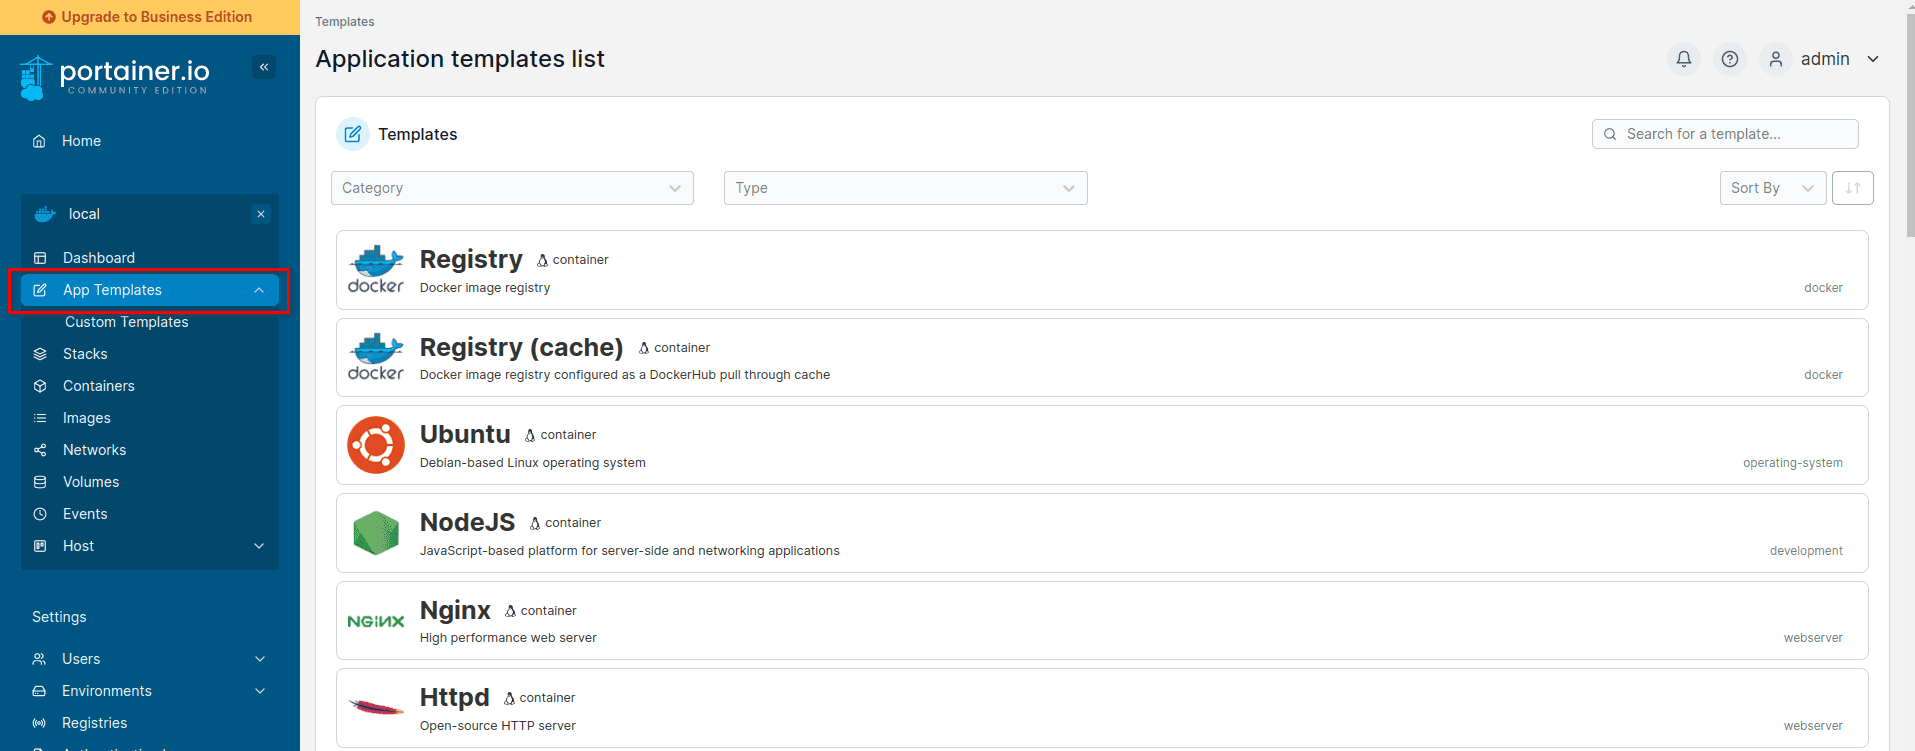 Upgrade to Business Edition
portainer.io
COMMUNITY EDITION
Home
local
Dashboard
App Templates
Custom Templates
Stacks
Containers
Images
Networks
Volumes
Events
Host
Settings
Users
Environments
Registries
Templates
Application templates list
admin
Templates
Search for a template...
Category
Type
Sort By
docker
Registry container
Docker image registry
docker
docker
Registry (cache) container
Docker image registry configured as a DockerHub pull through cache
docker
Ubuntu container
Debian-based Linux operating system
operating-system
NodeJS container
JavaScript-based platform for server-side and networking applications
development
NGINX
Nginx container
High performance web server
webserver
Httpd container
Open-source HTTP server
webserver